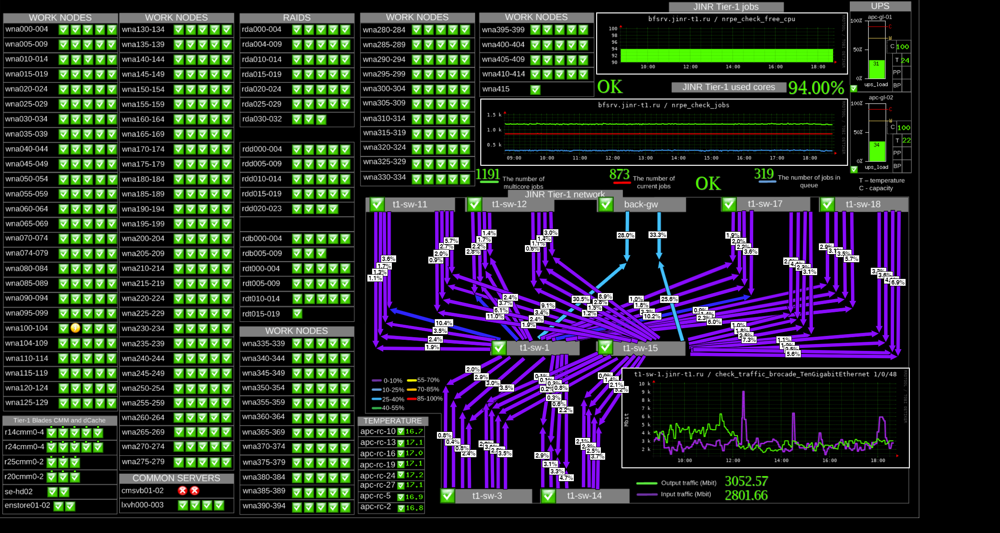 WORK NODES
wna000-004
wna005-009
wna010-014
wna015-019
wna020-024
wna025-029
wna030-034
wna035-039
wna040-044
wna045-049
wna050-054
wna055-059
wna060-064
wna065-069
wna070-074
wna074-079
wna080-084
wna085-089
wna090-094
wna095-099
wna100-104
wna104-109
wna110-114
wna115-119
wna120-124
wna125-129
Tier-1 Blades CMM and dCache
r14cmm0-4
r24cmm0-4
r25cmm0-2
r20cmm0-2
se-hd02
enstore01-02
WORK NODES
wna130-134
wna135-139
wna140-144
wna145-149
wna150-154
wna155-159
wna160-164
wna165-169
wna170-174
wna175-179
wna180-184
wna185-189
wna190-194
wna195-199
wna200-204
wna205-209
wna210-214
wna215-219
wna220-224
wna225-229
wna230-234
wna235-239
wna240-244
wna245-249
wna250-254
wna255-259
wna260-264
wna265-269
wna270-274
wna275-279
COMMON SERVERS
cmsvb01-02
lxvh000-003
RAIDS
rda000-004
rda004-009
rda010-014
rda015-019
rda020-024
rda025-029
rda030-032
rdd000-004
rdd005-009
rdd010-014
rdd015-019
rdd020-023
rdb000-004
rdb005-009
rdt000-004
rdt005-009
rdt010-014
rdt015-019
WORK NODES
wna335-339
wna340-344
wna345-349
wna350-354
wna355-359
wna360-364
wna365-369
wna370-374
wna375-379
wna380-384
wna385-389
wna390-394
WORK NODES
wna280-284
wna285-289
wna290-294
wna295-299
wna300-304
wna305-309
wna310-314
wna315-319
wna320-324
wna325-329
wna330-334
WORK NODES
wna395-399
wna400-404
wna405-409
wna410-414
wna415
JINR Tier-1 jobs
bfsrv.jinr-t1.ru / nrpe_check_free_cpu
RRDTOOL / TOBI OETIKER
100
98
96
94
92
90
10:00 12:00 14:00 16:00 18:00
OK
JINR Tier-1 used cores
94.00%
bfsrv.jinr-t1.ru / nrpe_check_jobs
RRDTOOL / TOBI OETIKER
1.5 k
1.0 k
0.5 k
09:00 10:00 11:00 12:00 13:00 14:00 15:00 16:00 17:00 18:00
1191 The number of
multicore jobs
873 The number of
current jobs
OK
319 The number of jobs in
queue
UPS
apc-gl-01
100%
C
W
50%
31
0%
ups_load
C 100
T 24
PP
BP
apc-gl-02
100%
C
W
50%
34
0%
ups_load
C 100
T 22
PP
BP
T – temperature
C - capacity
JINR Tier-1 network
t1-sw-11
t1-sw-12
back-gw
t1-sw-17
t1-sw-18
3.6%
1.7%
1.3%
1.1%
5.7%
2.7%
2.0%
0.9%
1.4%
1.7%
2.2%
2.8%
3.0%
1.4%
1.1%
0.6%
28.0%
33.3%
1.9%
2.0%
2.2%
3.6%
3.1%
2.9%
3.5%
5.7%
6.9%
2.4%
3.7%
6.1%
11.0%
9.1%
3.4%
2.4%
1.9%
30.5%
8.9%
2.8%
1.5%
1.2%
1.0%
1.8%
10.2%
25.6%
2.3%
6.0%
10.4%
3.5%
2.4%
1.9%
1.0%
1.8%
2.5%
7.3%
1.1%
5.6%
t1-sw-1
t1-sw-15
2.0%
2.9%
3.0%
3.5%
0.2%
0.8%
0.3%
0.6%
2.2%
1.4%
2.1%
5.2%
0-10%
10-25%
25-40%
40-55%
55-70%
70-85%
85-100%
0.8%
0.4%
0.8%
2.4%
3.5%
2.9%
3.1%
3.3%
4.7%
2.1%
2.5%
3.7%
t1-sw-3
t1-sw-14
TEMPERATURE
apc-rc-10 16.7
apc-rc-13 17.1
apc-rc-16 17.0
apc-rc-19 17.1
apc-rc-24 17.2
apc-rc-27 17.1
apc-rc-5 16.9
apc-rc-2 16.8
t1-sw-1.jinr-t1.ru / check_traffic_brocade_TenGigabitEthernet 1/0/48
RRDTOOL / TOBI OETIKER
Mbit
10 k
9 k
8 k
7 k
6 k
5 k
4 k
3 k
2 k
10:00 12:00 14:00 16:00 18:00
Output traffic (Mbit) 3052.57
Input traffic (Mbit) 2801.66